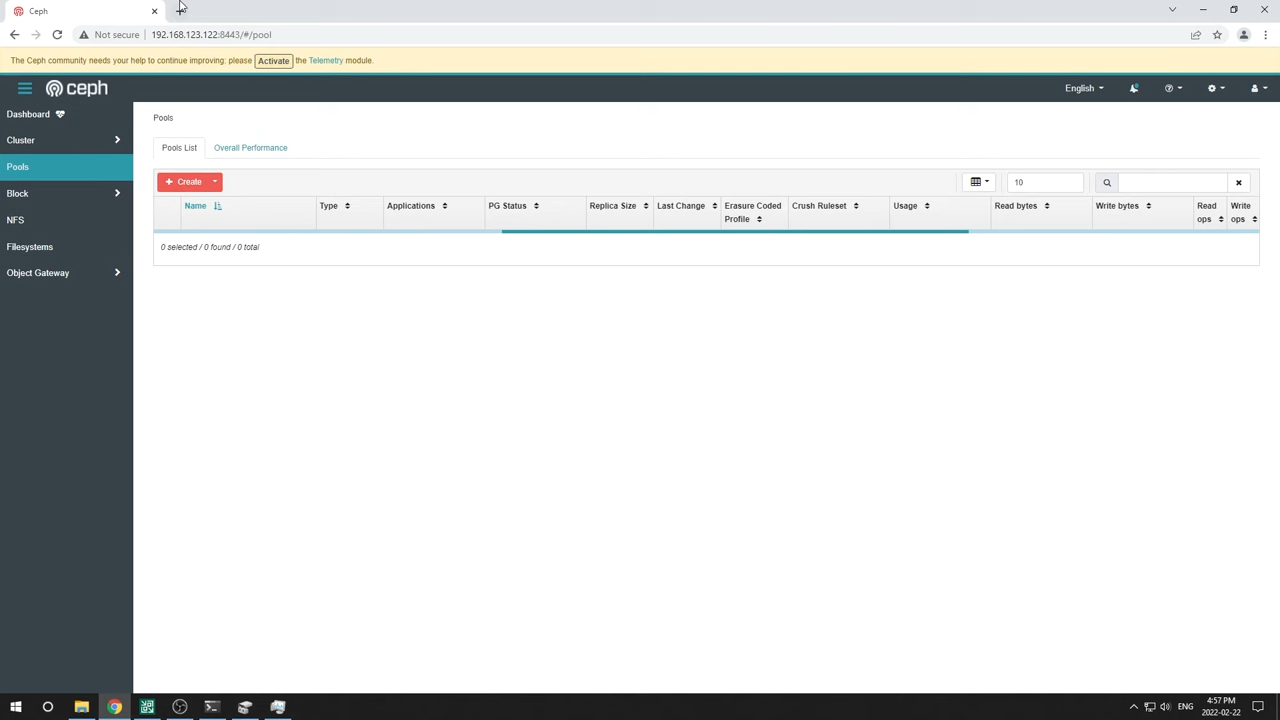 Ceph
Not secure
192.168.123.122:8443/#/pool
The Ceph community needs your help to continue improving: please Activate the Telemetry module.
ceph
English
Dashboard
Cluster
Pools
Block
NFS
Filesystems
Object Gateway
Pools
Pools List
Overall Performance
Create
10
Name
Type
Applications
PG Status
Replica Size
Last Change
Erasure Coded
Profile
Crush Ruleset
Usage
Read bytes
Write bytes
Read
ops
Write
ops
0 selected / 0 found / 0 total
ENG
4:57 PM
2022-02-22